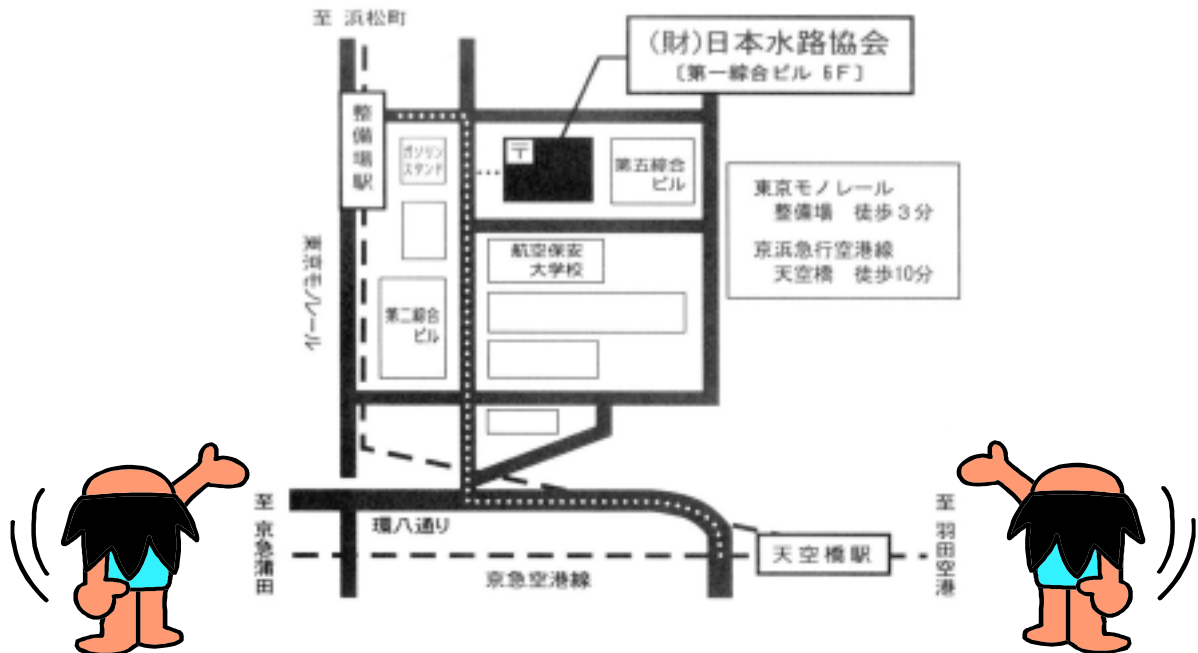 至 浜松町
(財)日本水路協会
〔第一綜合ビル 6F〕
整備場駅
ガソリン
スタンド
〒
第五綜合
ビル
東京モノレール
整備場 徒歩3分
京浜急行空港線
天空橋 徒歩10分
航空保安
大学校
東京モノレール
第二綜合
ビル
至 京急蒲田
環八通り
京急空港線
天空橋駅
至 羽田空港